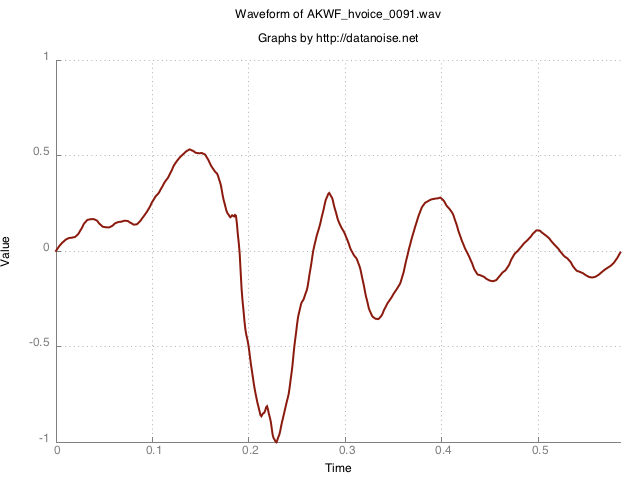 Waveform of AKWF_hvoice_0091.wav
Graphs by http://datanoise.net
1
0.5
0
-0.5
-1
Value
0 0.1 0.2 0.3 0.4 0.5
Time